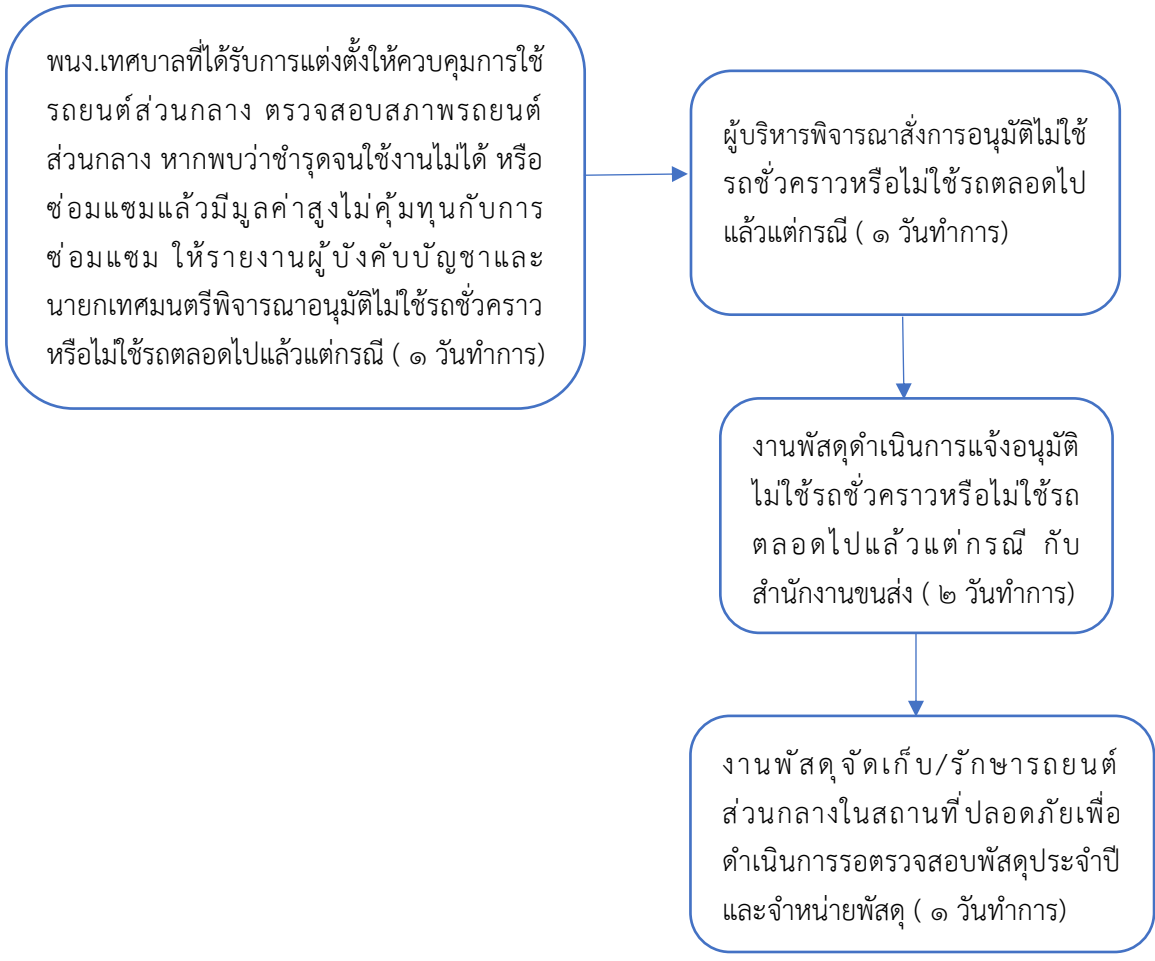 พนง.เทศบาลที่ได้รับการแต่งตั้งให้ควบคุมการใช้
รถยนต์ส่วนกลาง ตรวจสอบสภาพรถยนต์
ส่วนกลาง หากพบว่าชำรุดจนใช้งานไม่ได้ หรือ
ซ่อมแซมแล้วมีมูลค่าสูงไม่คุ้มทุนกับการ
ซ่อมแซม ให้รายงานผู้บังคับบัญชาและ
นายกเทศมนตรีพิจารณาอนุมัติไม่ใช้รถชั่วคราว
หรือไม่ใช้รถตลอดไปแล้วแต่กรณี ( ๑ วันทำการ)
ผู้บริหารพิจารณาสั่งการอนุมัติไม่ใช้
รถชั่วคราวหรือไม่ใช้รถตลอดไป
แล้วแต่กรณี ( ๑ วันทำการ)
งานพัสดุดำเนินการแจ้งอนุมัติ
ไม่ใช้รถชั่วคราวหรือไม่ใช้รถ
ตลอดไปแล้วแต่กรณี กับ
สำนักงานขนส่ง ( ๒ วันทำการ)
งานพัสดุจัดเก็บ/รักษารถยนต์
ส่วนกลางในสถานที่ปลอดภัยเพื่อ
ดำเนินการรอตรวจสอบพัสดุประจำปี
และจำหน่ายพัสดุ ( ๑ วันทำการ)